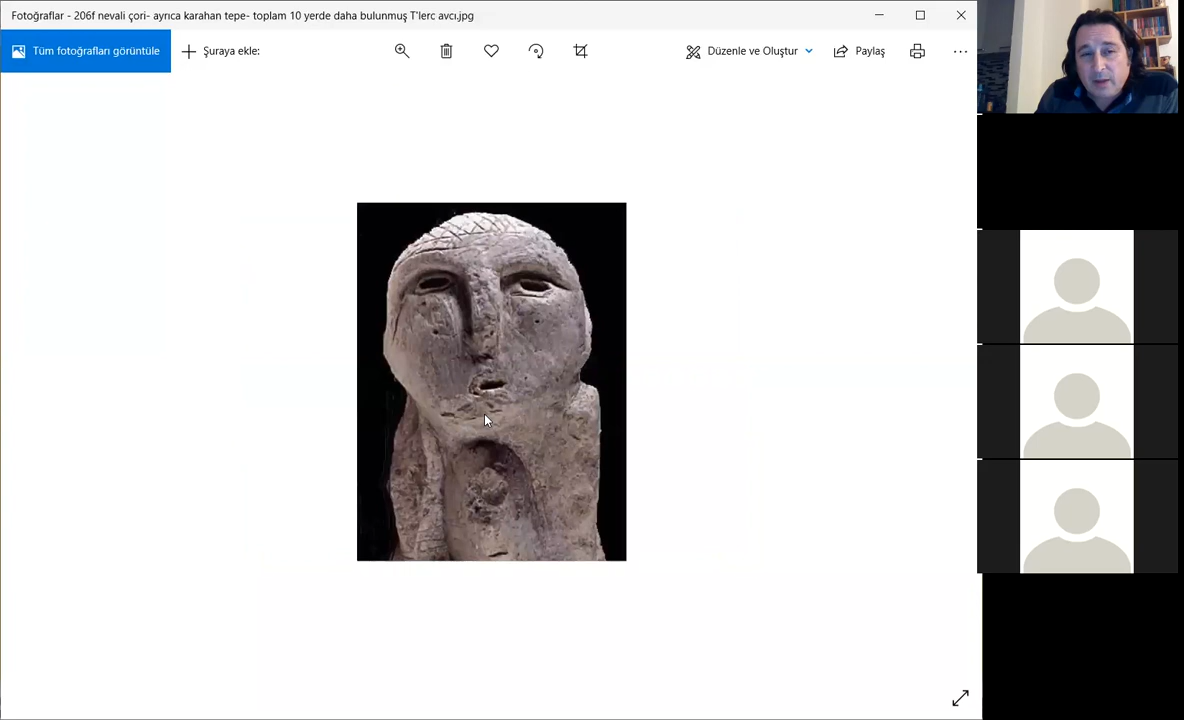 Fotoğraflar - 206f nevali çori- ayrıca karahan tepe- toplam 10 yerde daha bulunmuş T'lerc avcı.jpg
Tüm fotoğrafları görüntüle
Şuraya ekle:
Düzenle ve Oluştur
Paylaş